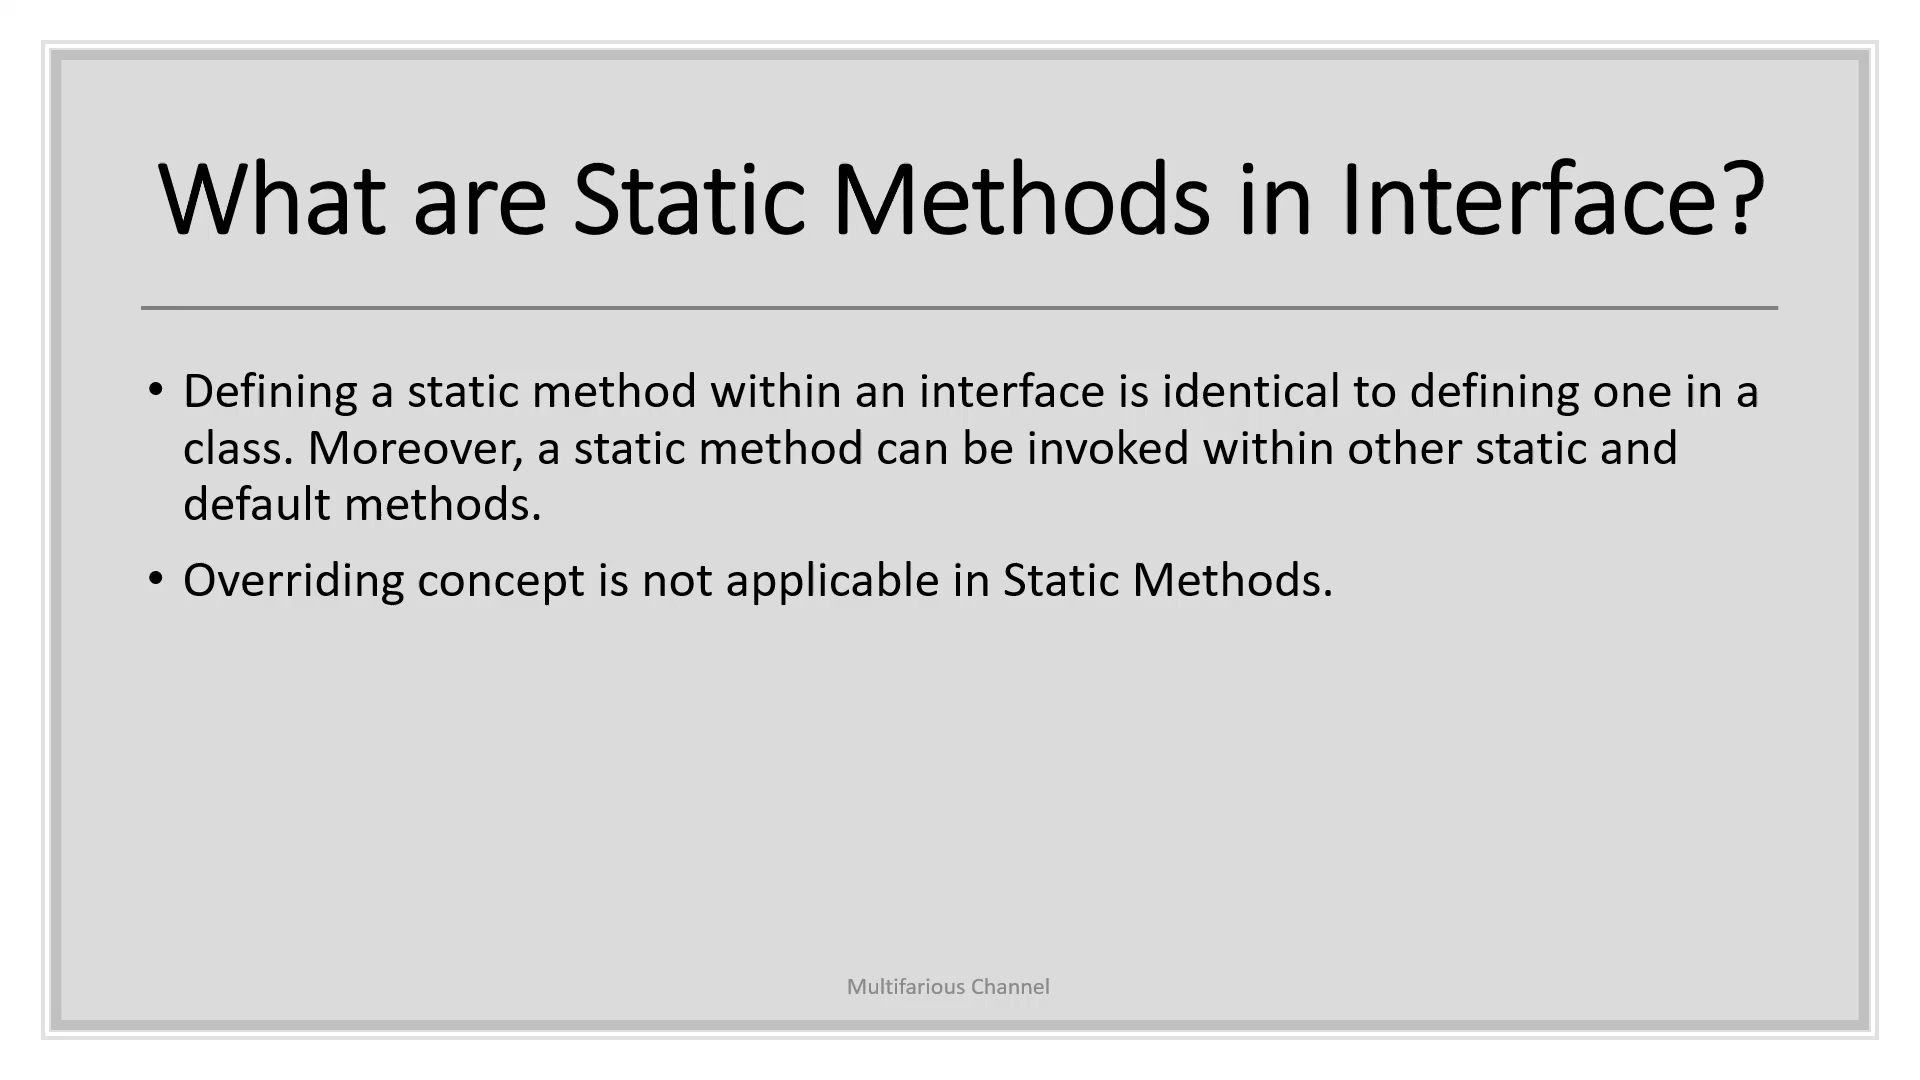 What are Static Methods in Interface?
• Defining a static method within an interface is identical to defining one in a
class. Moreover, a static method can be invoked within other static and
default methods.
• Overriding concept is not applicable in Static Methods.
Multifarious Channel